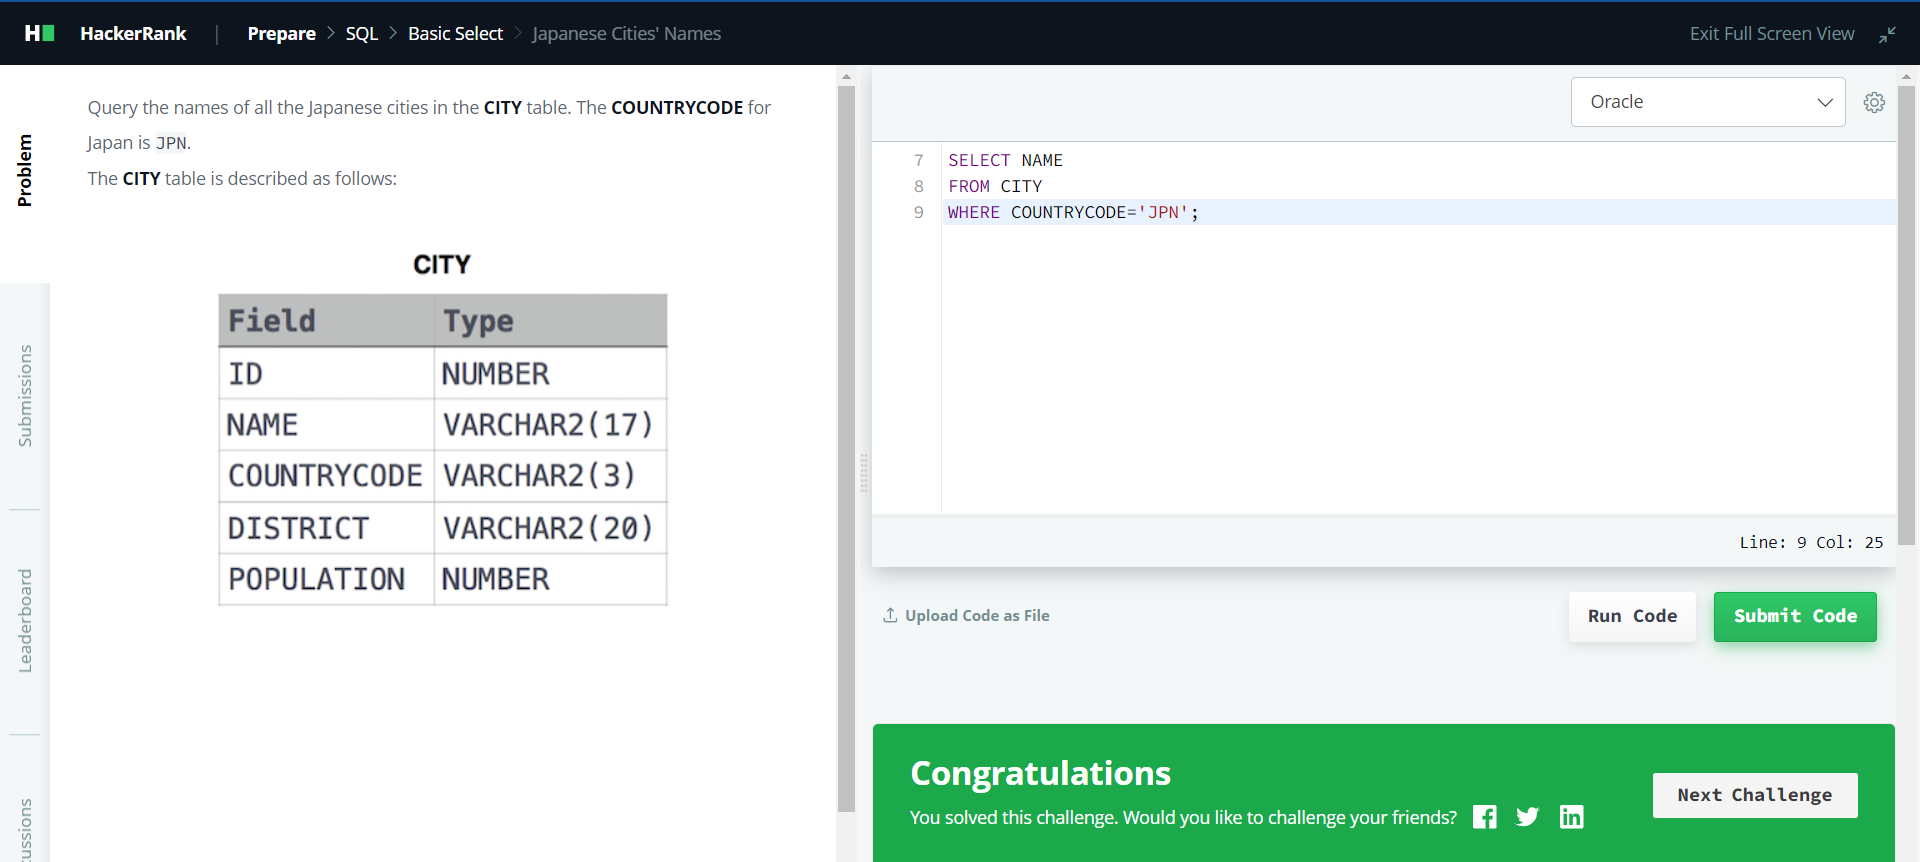 HackerRank | Prepare > SQL > Basic Select > Japanese Cities' Names
Exit Full Screen View
Problem
Submissions
Leaderboard
Query the names of all the Japanese cities in the CITY table. The COUNTRYCODE for
Japan is JPN.
The CITY table is described as follows:
CITY
Field Type
ID NUMBER
NAME VARCHAR2(17)
COUNTRYCODE VARCHAR2(3)
DISTRICT VARCHAR2(20)
POPULATION NUMBER
Oracle
7 SELECT NAME
8 FROM CITY
9 WHERE COUNTRYCODE='JPN';
Line: 9 Col: 25
Upload Code as File
Run Code
Submit Code
Congratulations
You solved this challenge. Would you like to challenge your friends?
Next Challenge